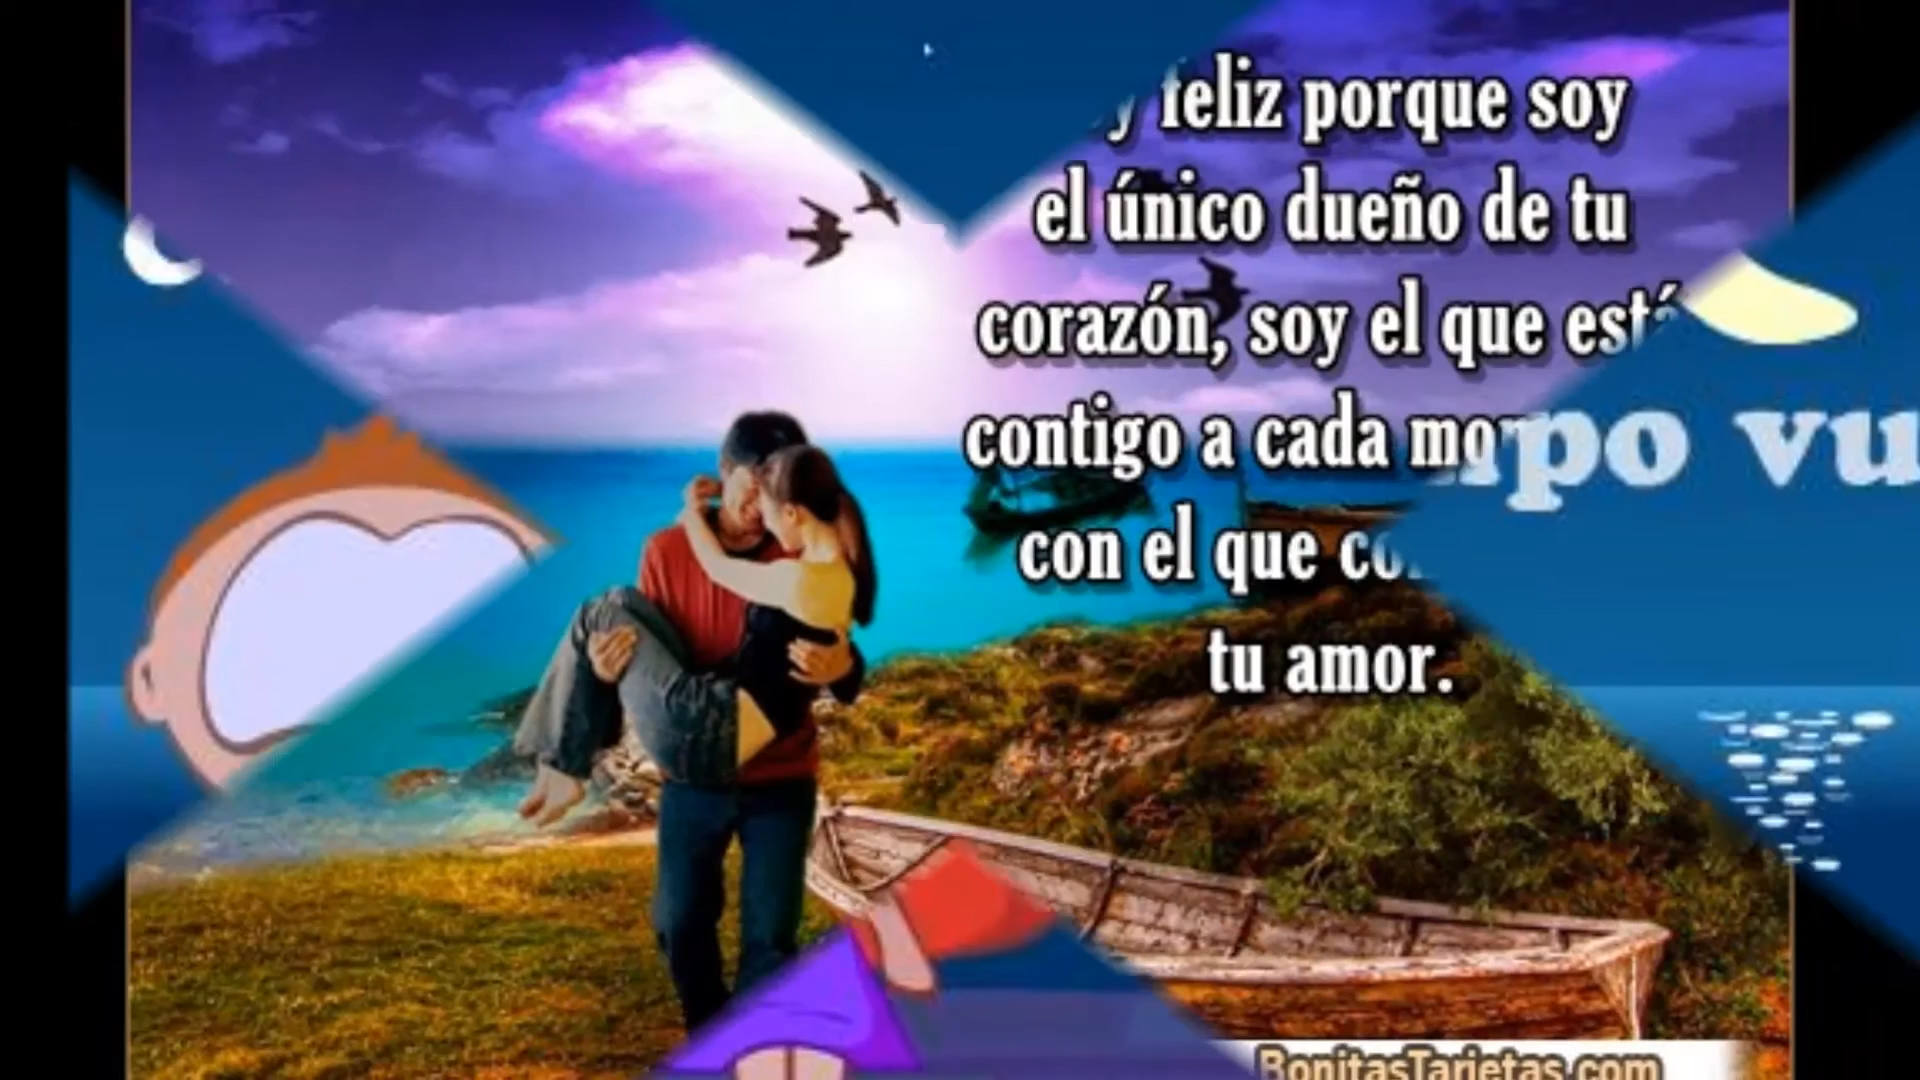 y feliz porque soy
el único dueño de tu
corazón, soy el que está
contigo a cada mo
con el que co
tu amor.
po vu
BonitasTarjetas.com